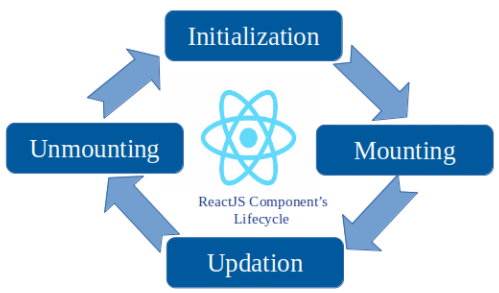 Initialization
Unmounting
Mounting
ReactJS Component's
Lifecycle
Updation